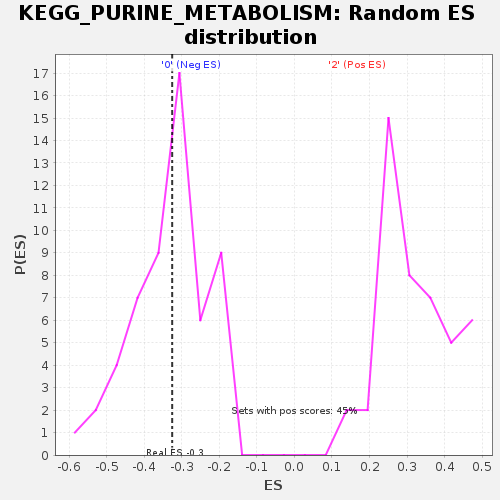 KEGG_PURINE_METABOLISM: Random ES
distribution
'0' (Neg ES)
'2' (Pos ES)
17
16
15
14
13
12
11
10
9
8
7
6
5
4
3
2
1
0
P(ES)
Sets with pos scores: 45%
Real ES -0.3
-0.6 -0.5 -0.4 -0.3 -0.2 -0.1 0.0 0.1 0.2 0.3 0.4 0.5
ES